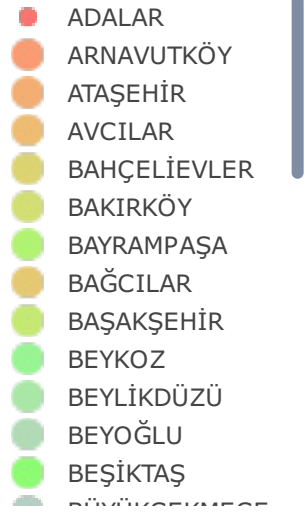 ADALAR
ARNAVUTKÖY
ATAŞEHİR
AVCILAR
BAHÇELİEVLER
BAKIRKÖY
BAYRAMPAŞA
BAĞCILAR
BAŞAKŞEHİR
BEYKOZ
BEYLİKDÜZÜ
BEYOĞLU
BEŞİKTAŞ